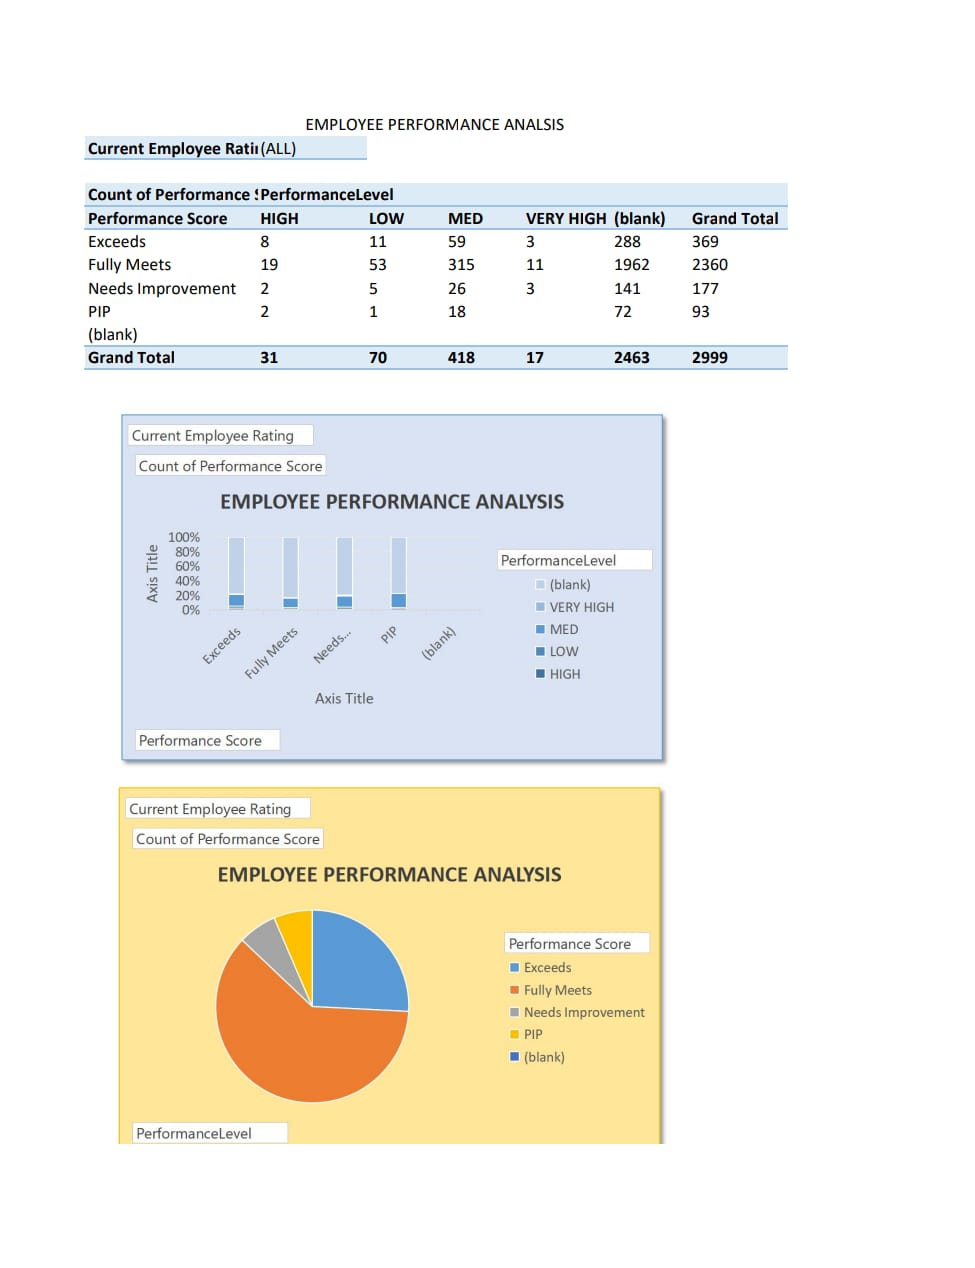 EMPLOYEE PERFORMANCE ANALSIS
Current Employee Ratin (ALL)
Count of Performance S PerformanceLevel
Performance Score HIGH LOW MED VERY HIGH (blank) Grand Total
Exceeds 8 11 59 3 288 369
Fully Meets 19 53 315 11 1962 2360
Needs Improvement 2 5 26 3 141 177
PIP 2 1 18 72 93
(blank)
Grand Total 31 70 418 17 2463 2999
Current Employee Rating
Count of Performance Score
EMPLOYEE PERFORMANCE ANALYSIS
Axis Title
100%
80%
60%
40%
20%
0%
Exceeds
Fully Meets
Needs...
PIP
(blank)
Axis Title
PerformanceLevel
(blank)
VERY HIGH
MED
LOW
HIGH
Performance Score
Current Employee Rating
Count of Performance Score
EMPLOYEE PERFORMANCE ANALYSIS
Performance Score
Exceeds
Fully Meets
Needs Improvement
PIP
(blank)
PerformanceLevel